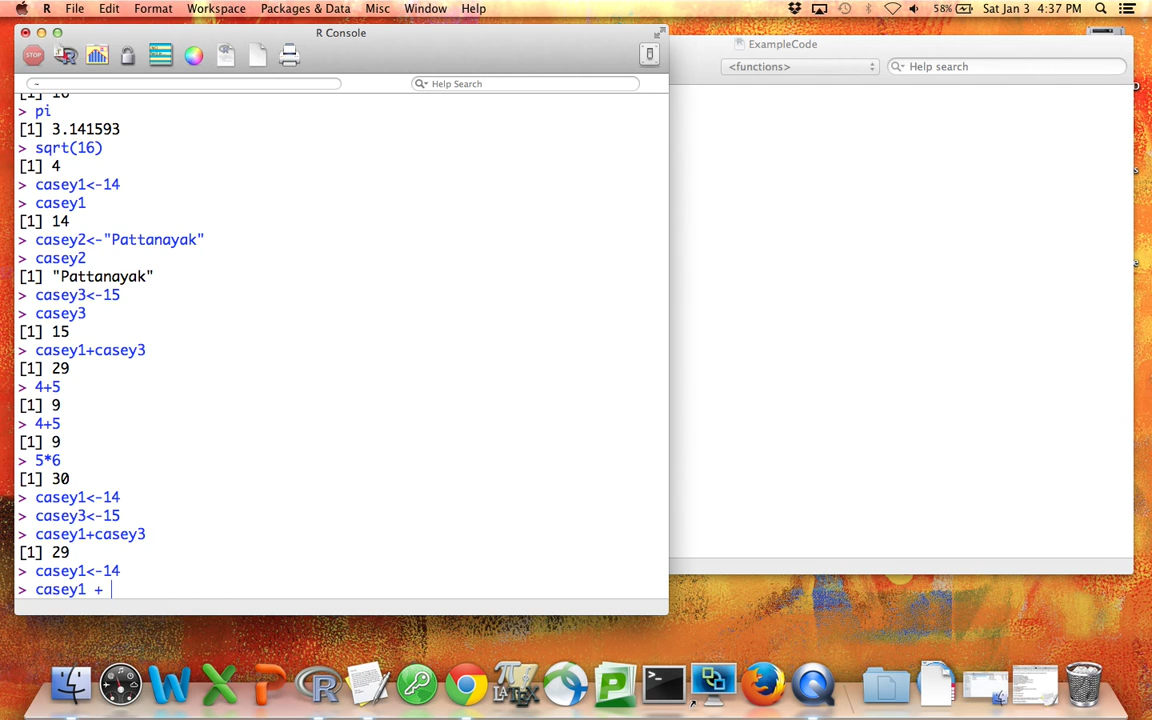 R File Edit Format Workspace Packages & Data Misc Window Help 58% Sat Jan 3 4:37 PM
R Console
ExampleCode
STOP
<functions> Help search
~ Help Search
> pi
[1] 3.141593
> sqrt(16)
[1] 4
> casey1<-14
> casey1
[1] 14
> casey2<-"Pattanayak"
> casey2
[1] "Pattanayak"
> casey3<-15
> casey3
[1] 15
> casey1+casey3
[1] 29
> 4+5
[1] 9
> 4+5
[1] 9
> 5*6
[1] 30
> casey1<-14
> casey3<-15
> casey1+casey3
[1] 29
> casey1<-14
> casey1 +